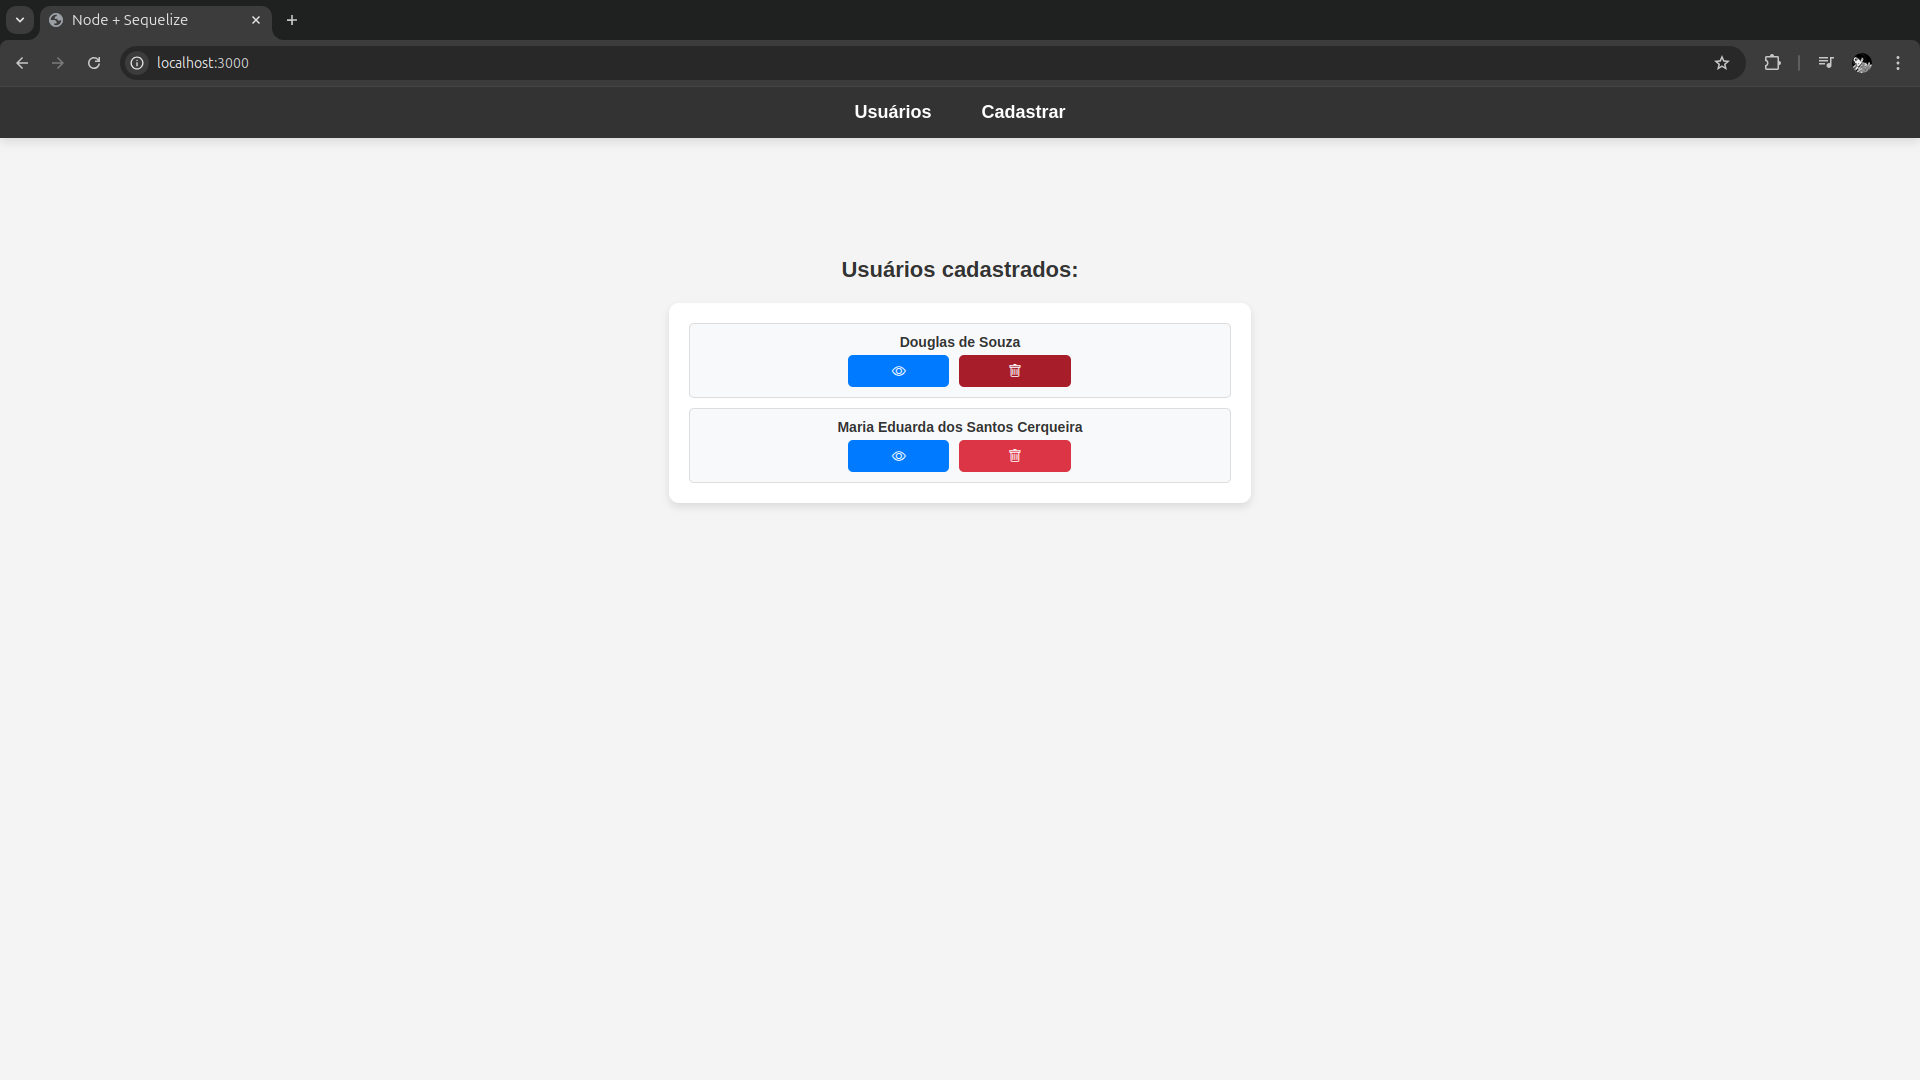 Node + Sequelize
localhost:3000
Usuários Cadastrar
Usuários cadastrados:
Douglas de Souza
Maria Eduarda dos Santos Cerqueira